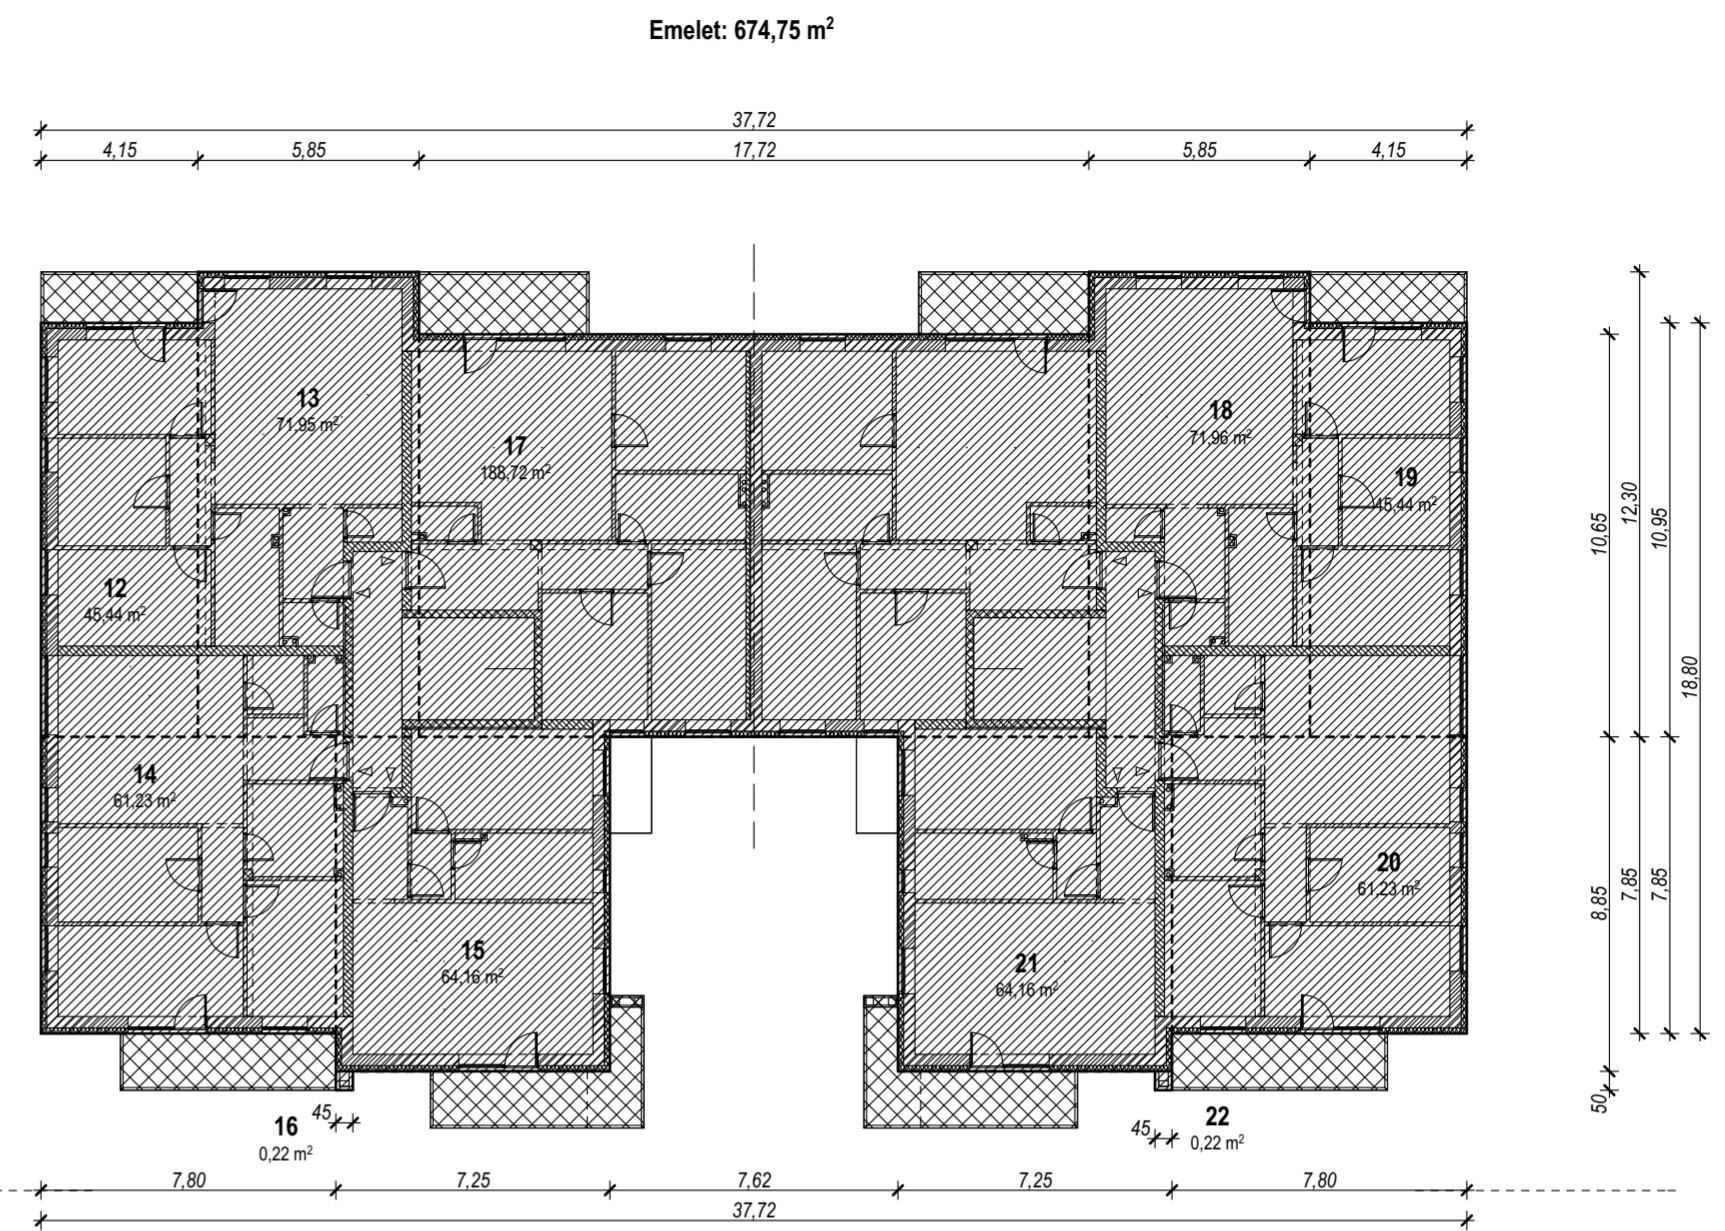 Emelet: 674,75 m²
37,72
4,15 5,85 17,72 5,85 4,15
13
71,95 m²
18
71,96 m²
17
188,72 m²
19
45,44 m²
12
45,44 m²
14
61,23 m²
20
61,23 m²
15
64,16 m²
21
64,16 m²
10,65
12,30
10,95
18,80
8,85
7,85
7,85
50
16
0,22 m²
45
45
22
0,22 m²
7,80 7,25 7,62 7,25 7,80
37,72